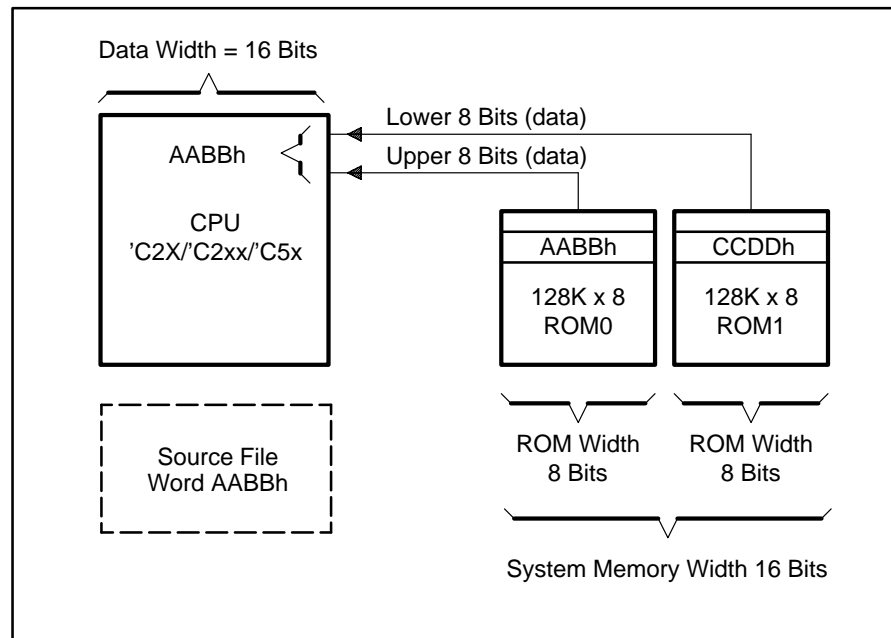 Data Width = 16 Bits
Lower 8 Bits (data)
AABBh
Upper 8 Bits (data)
CPU
’C2X/’C2xx/’C5x
AABBh
CCDDh
128K x 8
ROM0
128K x 8
ROM1
Source File
Word AABBh
ROM Width
8 Bits
ROM Width
8 Bits
System Memory Width 16 Bits